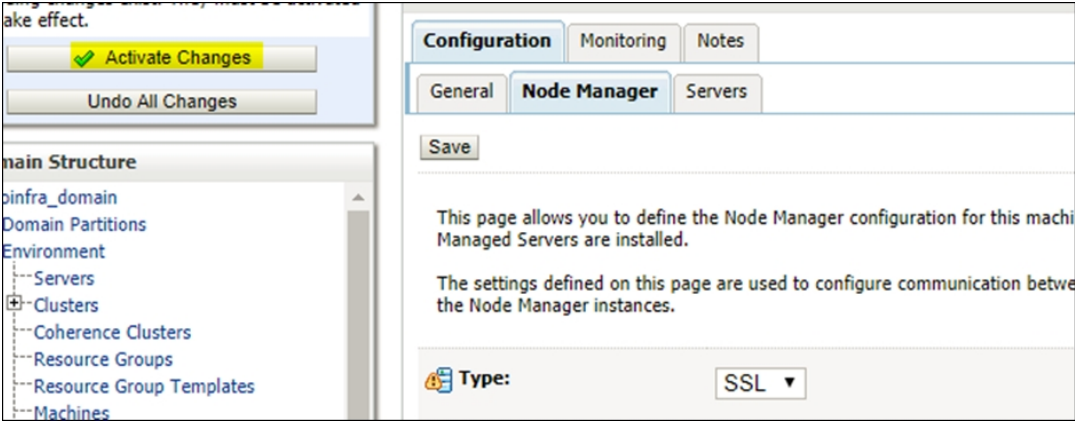 ake effect.
Activate Changes
Undo All Changes
main Structure
oinfra_domain
Domain Partitions
Environment
Servers
Clusters
Coherence Clusters
Resource Groups
Resource Group Templates
Machines
Configuration Monitoring Notes
General Node Manager Servers
Save
This page allows you to define the Node Manager configuration for this machi
Managed Servers are installed.
The settings defined on this page are used to configure communication betwe
the Node Manager instances.
Type: SSL